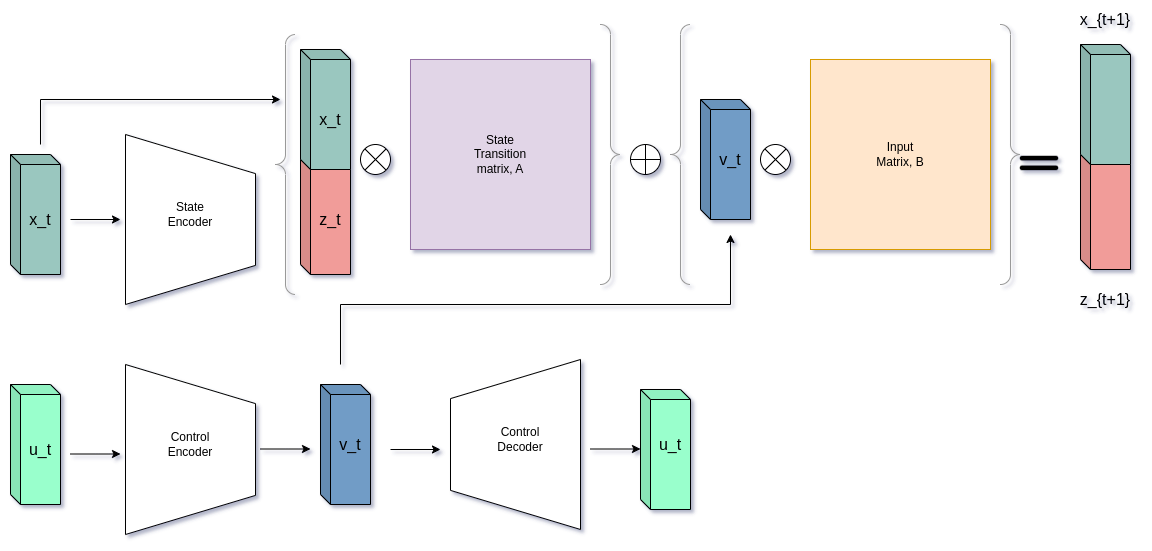 x_{t+1}
x_t
State
Transition
matrix, A
Input
Matrix, B
v_t
x_t
State
Encoder
z_t
z_{t+1}
u_t
Control
Encoder
v_t
Control
Decoder
u_t